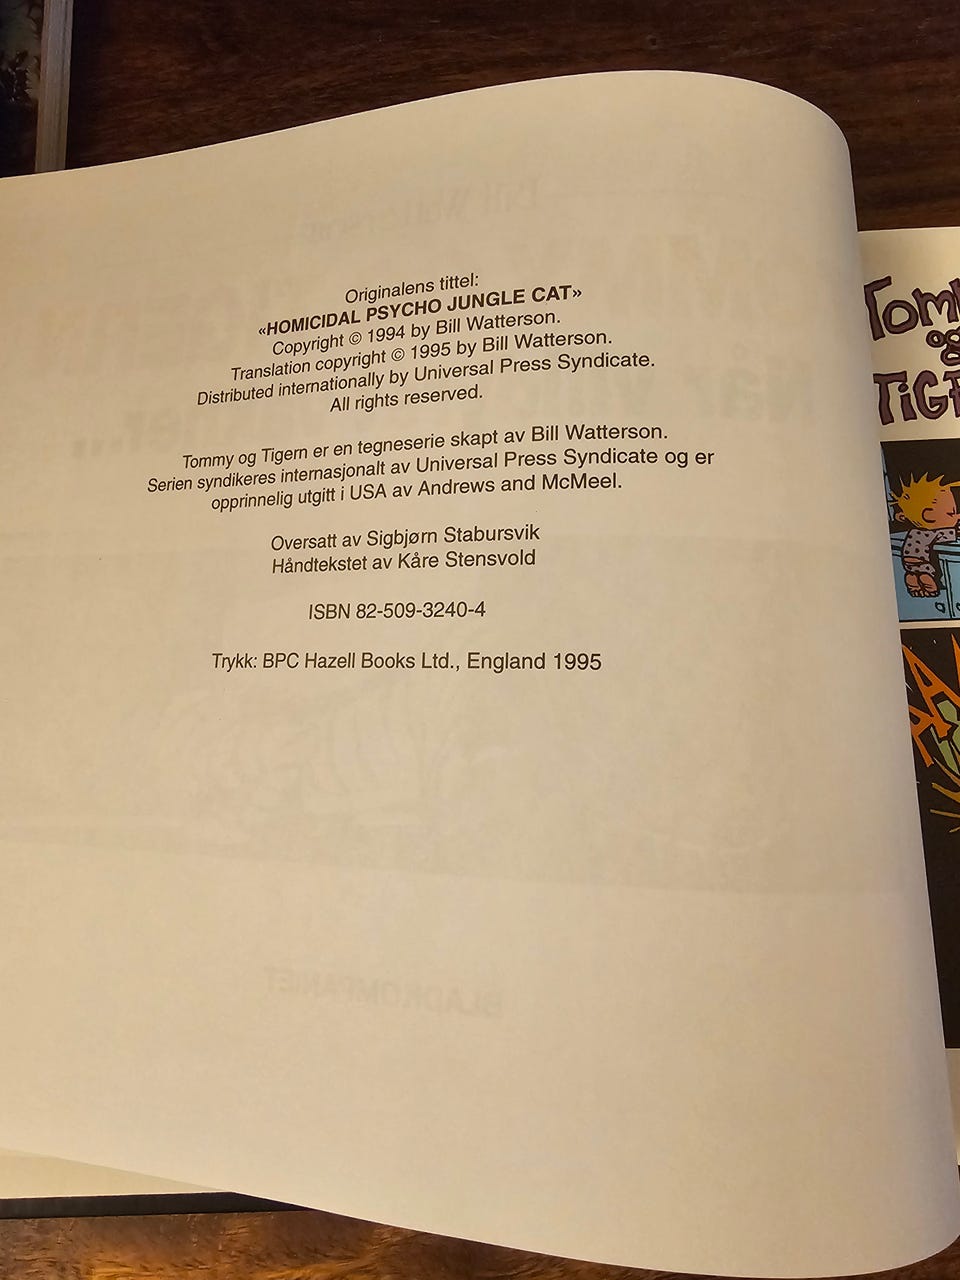 Originalens tittel:
«HOMICIDAL PSYCHO JUNGLE CAT»
Copyright © 1994 by Bill Watterson.
Translation copyright © 1995 by Bill Watterson.
Distributed internationally by Universal Press Syndicate.
All rights reserved.
Tommy og Tigern er en tegneserie skapt av Bill Watterson.
Serien syndikeres internasjonalt av Universal Press Syndicate og er
opprinnelig utgitt i USA av Andrews and McMeel.
Oversatt av Sigbjørn Stabursvik
Håndtekstet av Kåre Stensvold
ISBN 82-509-3240-4
Trykk: BPC Hazell Books Ltd., England 1995
og